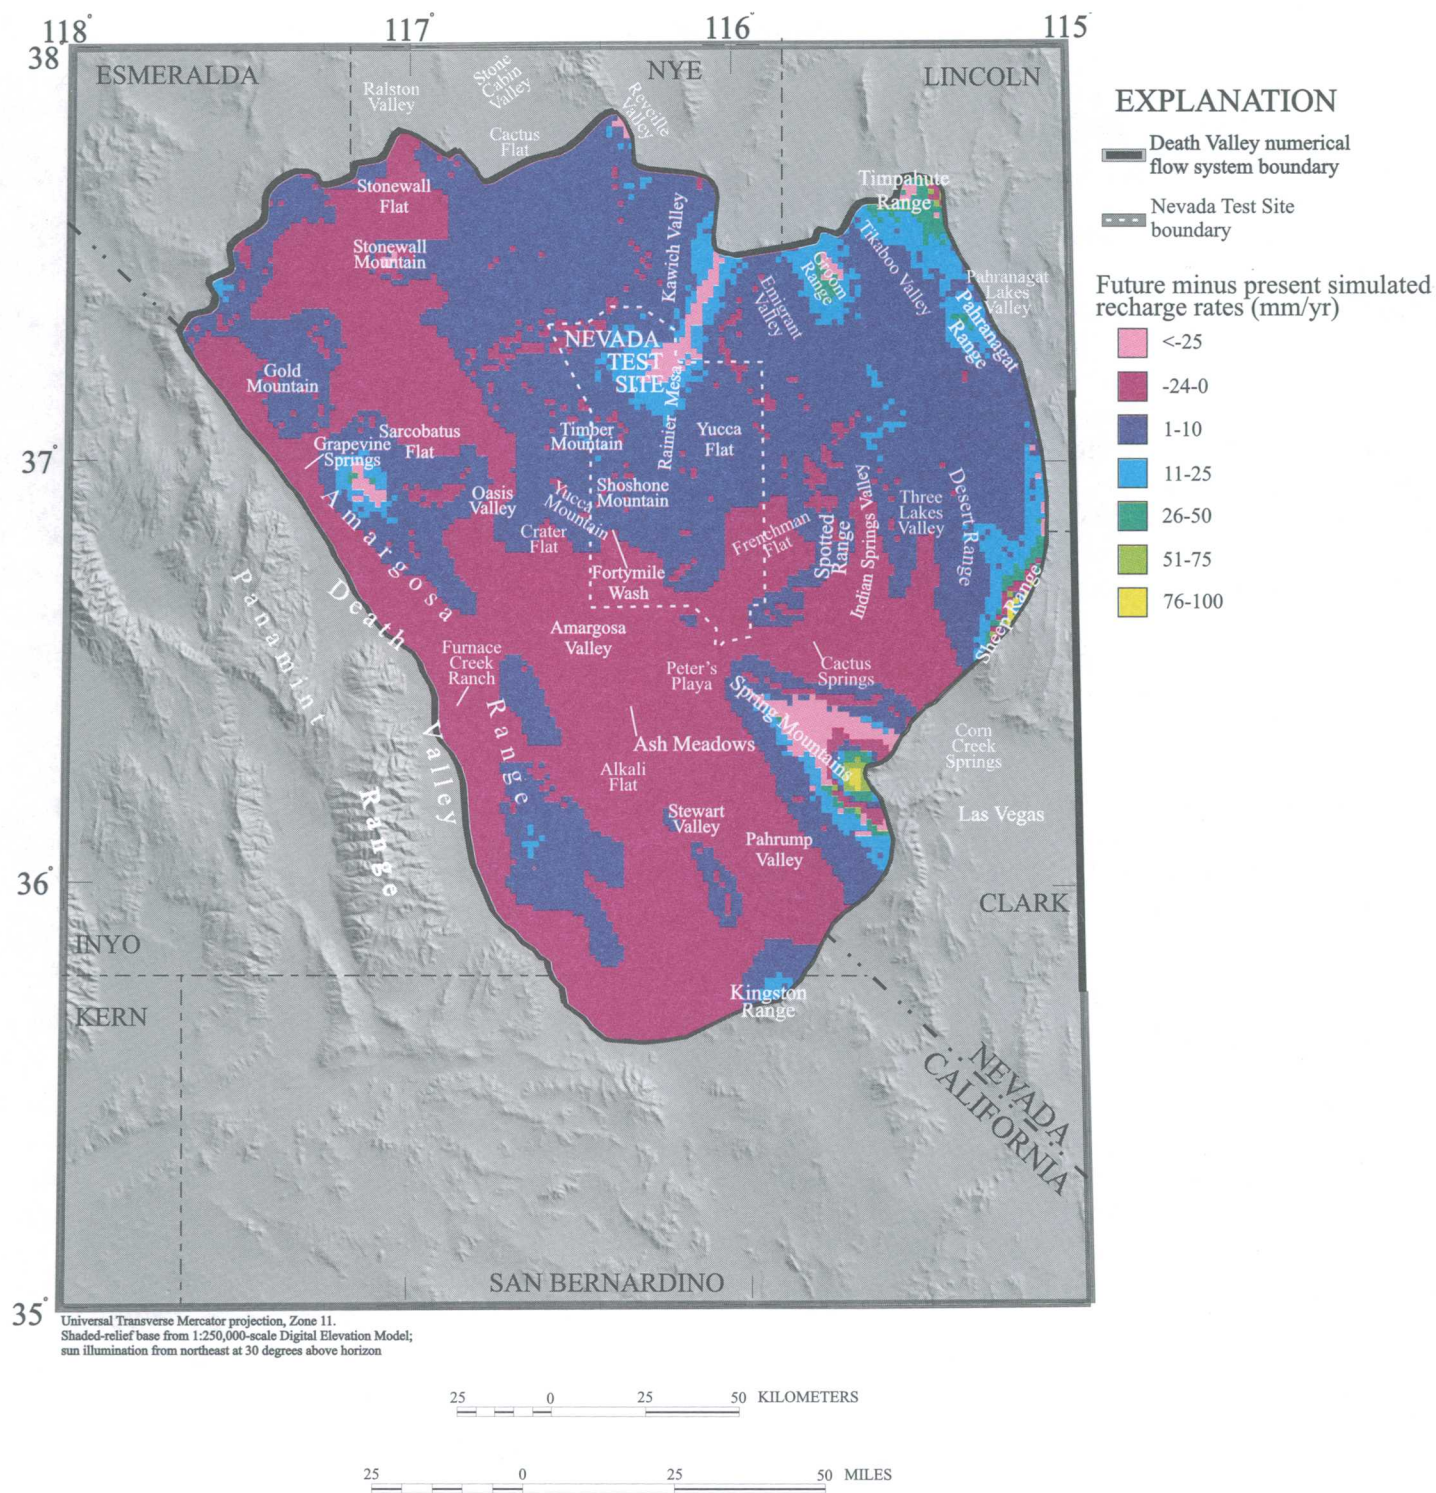 118° 117° 116° 115°
38°
ESMERALDA
NYE
LINCOLN
Ralston
Valley
Stone
Cabin
Valley
Reveille
Valley
Cactus
Flat
Timpahute
Range
Stonewall
Flat
Stonewall
Mountain
Kawich Valley
Groom
Range
Tikaboo Valley
Emigrant
Valley
Pahranagat
Lakes
Valley
Pahranagat
Range
NEVADA
TEST
SITE
Gold
Mountain
Rainier Mesa
Timber
Mountain
Yucca
Flat
Sarcobatus
Flat
Grapevine
Springs
37°
Oasis
Valley
Yucca
Mountain
Shoshone
Mountain
Crater
Flat
Frenchman
Flat
Spotted
Range
Indian Springs Valley
Three
Lakes
Valley
Desert Range
Sheep Range
Fortymile
Wash
Amargosa
Range
Death
Valley
Panamint
Range
Amargosa
Valley
Furnace
Creek
Ranch
Peter's
Playa
Cactus
Springs
Spring Mountains
Ash Meadows
Alkali
Flat
Corn
Creek
Springs
Las Vegas
Stewart
Valley
Pahrump
Valley
36°
CLARK
INYO
KERN
Kingston
Range
NEVADA
CALIFORNIA
SAN BERNARDINO
35°
EXPLANATION
Death Valley numerical
flow system boundary
Nevada Test Site
boundary
Future minus present simulated
recharge rates (mm/yr)
<-25
-24-0
1-10
11-25
26-50
51-75
76-100
Universal Transverse Mercator projection, Zone 11.
Shaded-relief base from 1:250,000-scale Digital Elevation Model;
sun illumination from northeast at 30 degrees above horizon
25 0 25 50 KILOMETERS
25 0 25 50 MILES